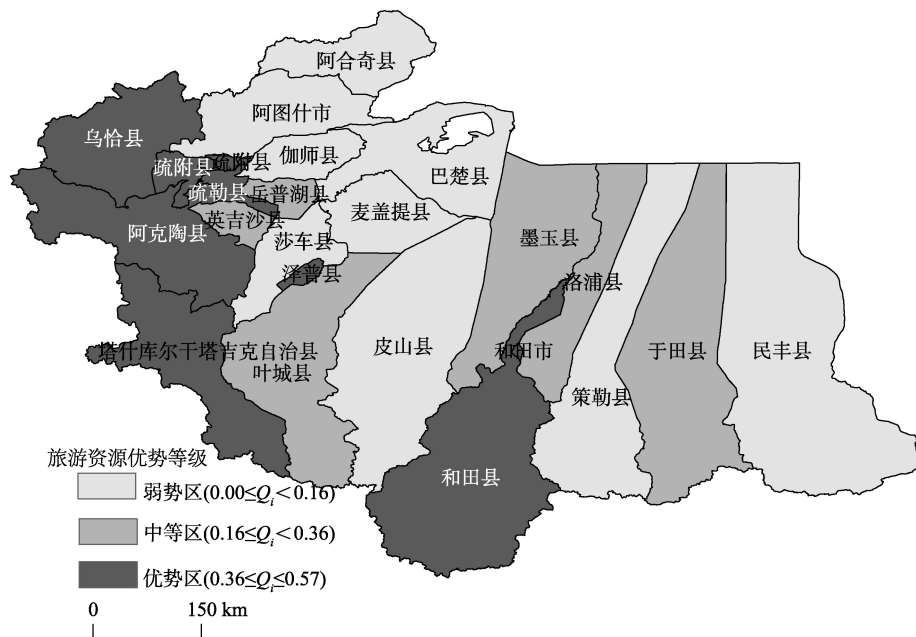 阿合奇县
阿图什市
乌恰县
疏附县
疏附县
伽师县
巴楚县
疏勒县
岳普湖县
英吉沙县
麦盖提县
阿克陶县
莎车县
墨玉县
泽普县
洛浦县
塔什库尔干塔吉克自治县
叶城县
皮山县
和田市
于田县
民丰县
策勒县
和田县
旅游资源优势等级
弱势区(0.00≤Qi<0.16)
中等区(0.16≤Qi<0.36)
优势区(0.36≤Qi≤0.57)
0 150 km